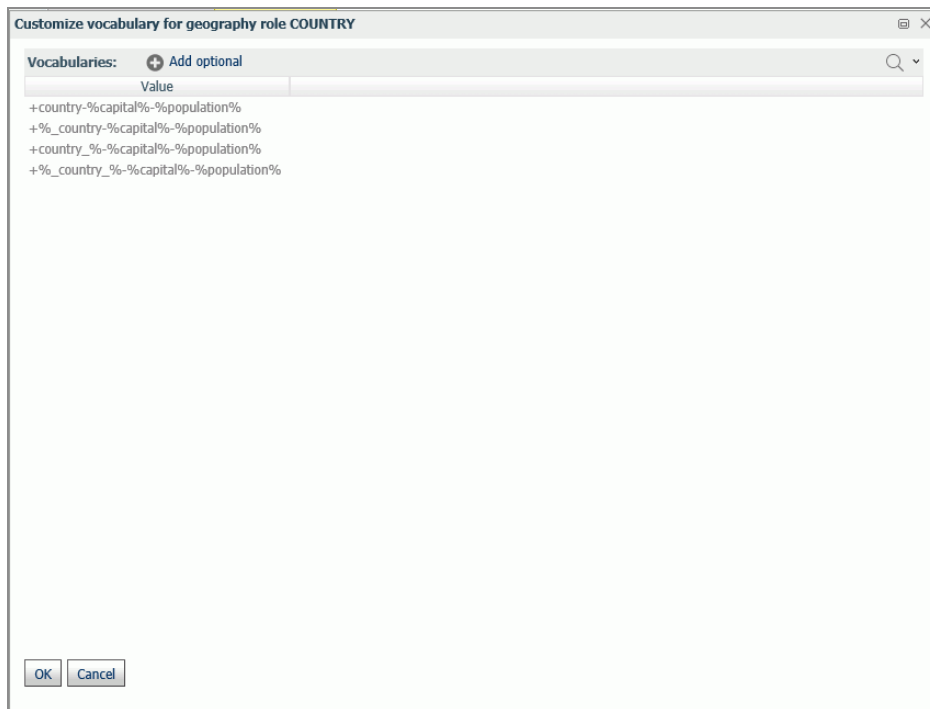 Customize vocabulary for geography role COUNTRY
Vocabularies: Add optional
Value
+country-%capital%-%population%
+%_country-%capital%-%population%
+country_%-%capital%-%population%
+%_country_%-%capital%-%population%
OK Cancel